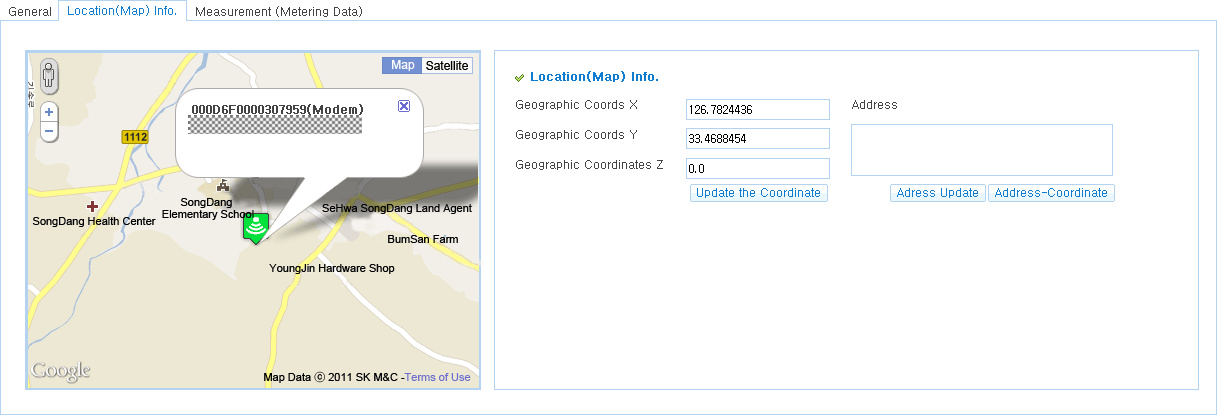 General Location(Map) Info. Measurement (Metering Data)
Map Satellite
000D6F0000307959(Modem)
1112
SongDang
Elementary School
SongDang Health Center
SeHwa SongDang Land Agent
BumSan Farm
YoungJin Hardware Shop
Google
Map Data ⓒ 2011 SK M&C -Terms of Use
Location(Map) Info.
Geographic Coords X 126.7824436
Geographic Coords Y 33.4688454
Geographic Coordinates Z 0.0
Update the Coordinate
Address
Adress Update Address-Coordinate